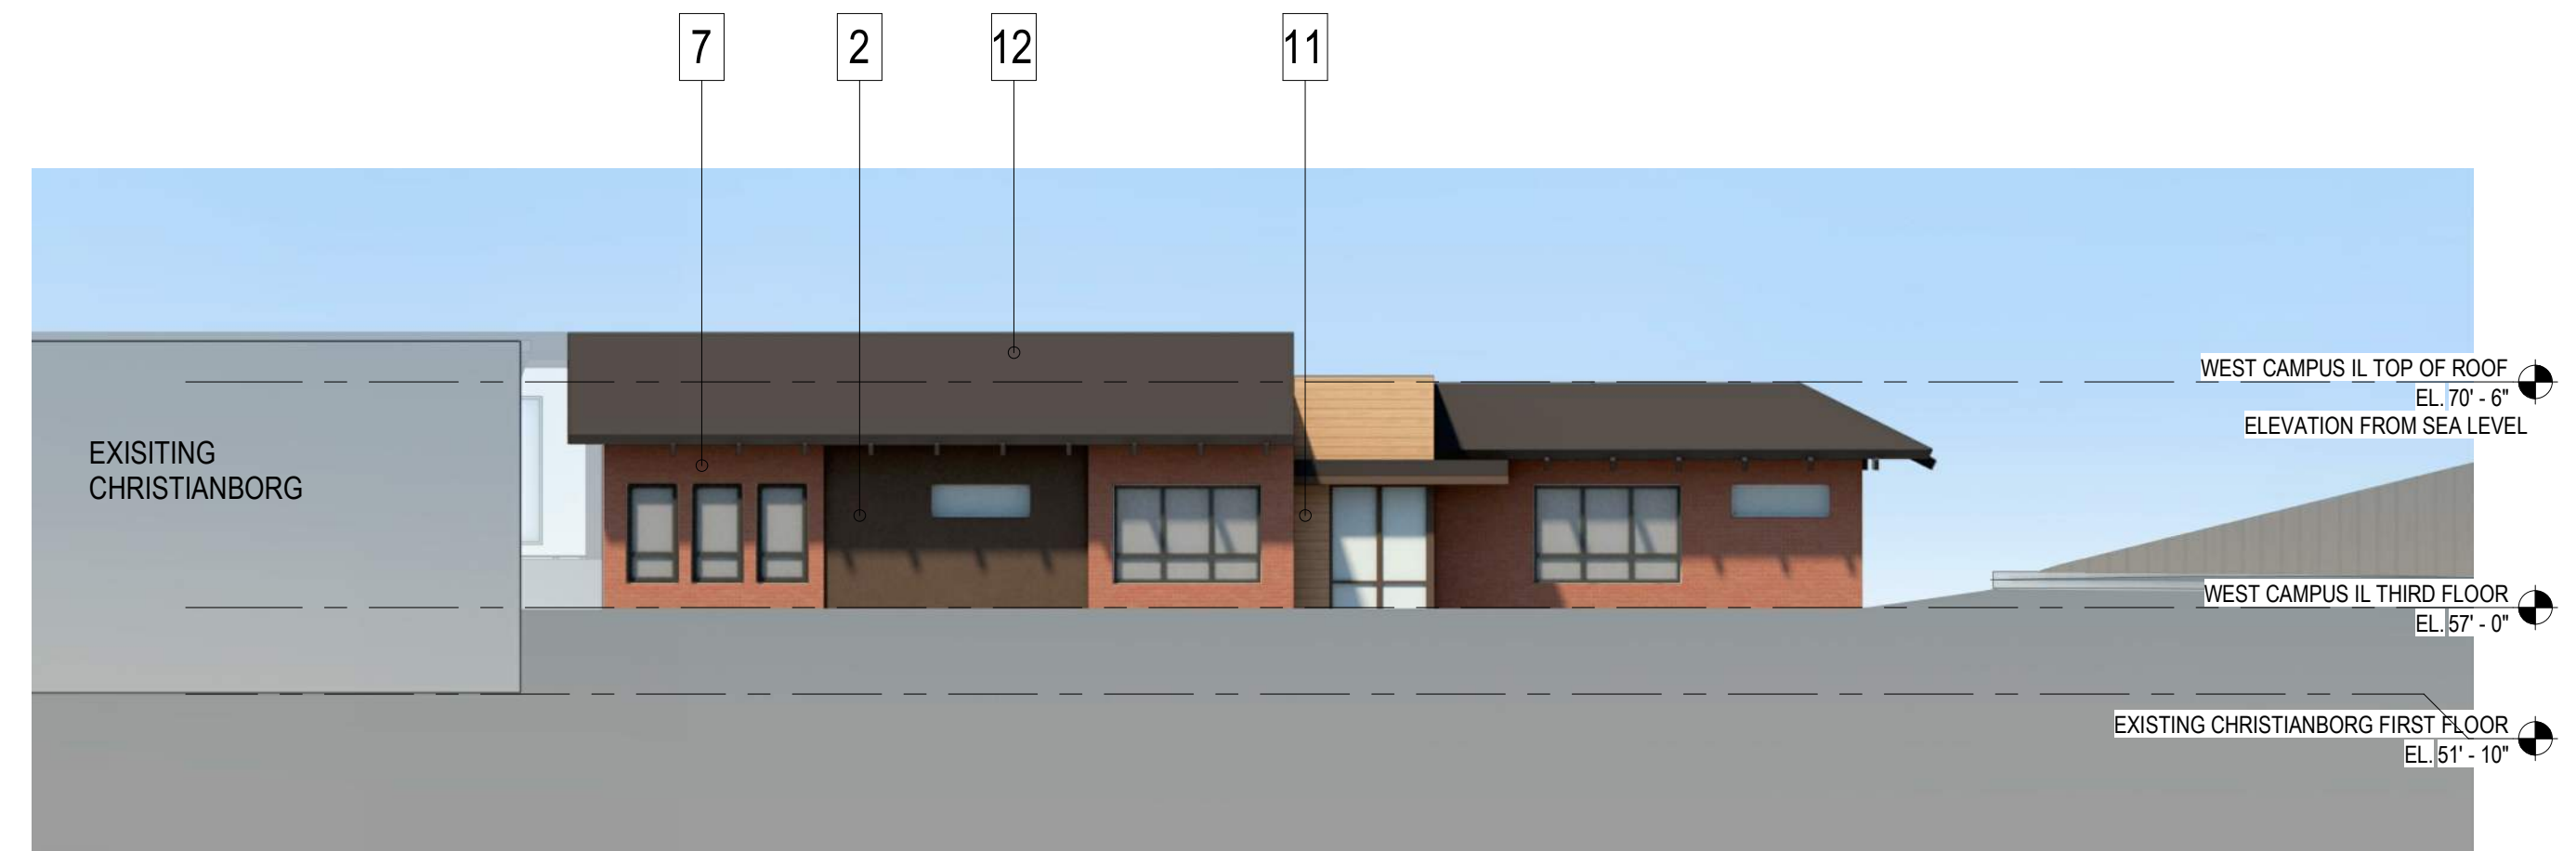 7
2
12
11
WEST CAMPUS IL TOP OF ROOF
EL. 70' - 6"
ELEVATION FROM SEA LEVEL
EXISITING
CHRISTIANBORG
WEST CAMPUS IL THIRD FLOOR
EL. 57' - 0"
EXISTING CHRISTIANBORG FIRST FLOOR
EL. 51' - 10"